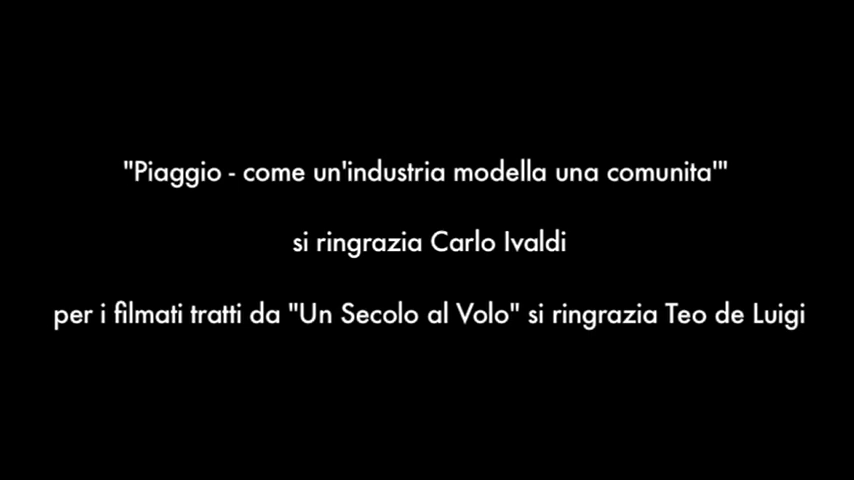 "Piaggio - come un'industria modella una comunita'"
si ringrazia Carlo Ivaldi
per i filmati tratti da "Un Secolo al Volo" si ringrazia Teo de Luigi